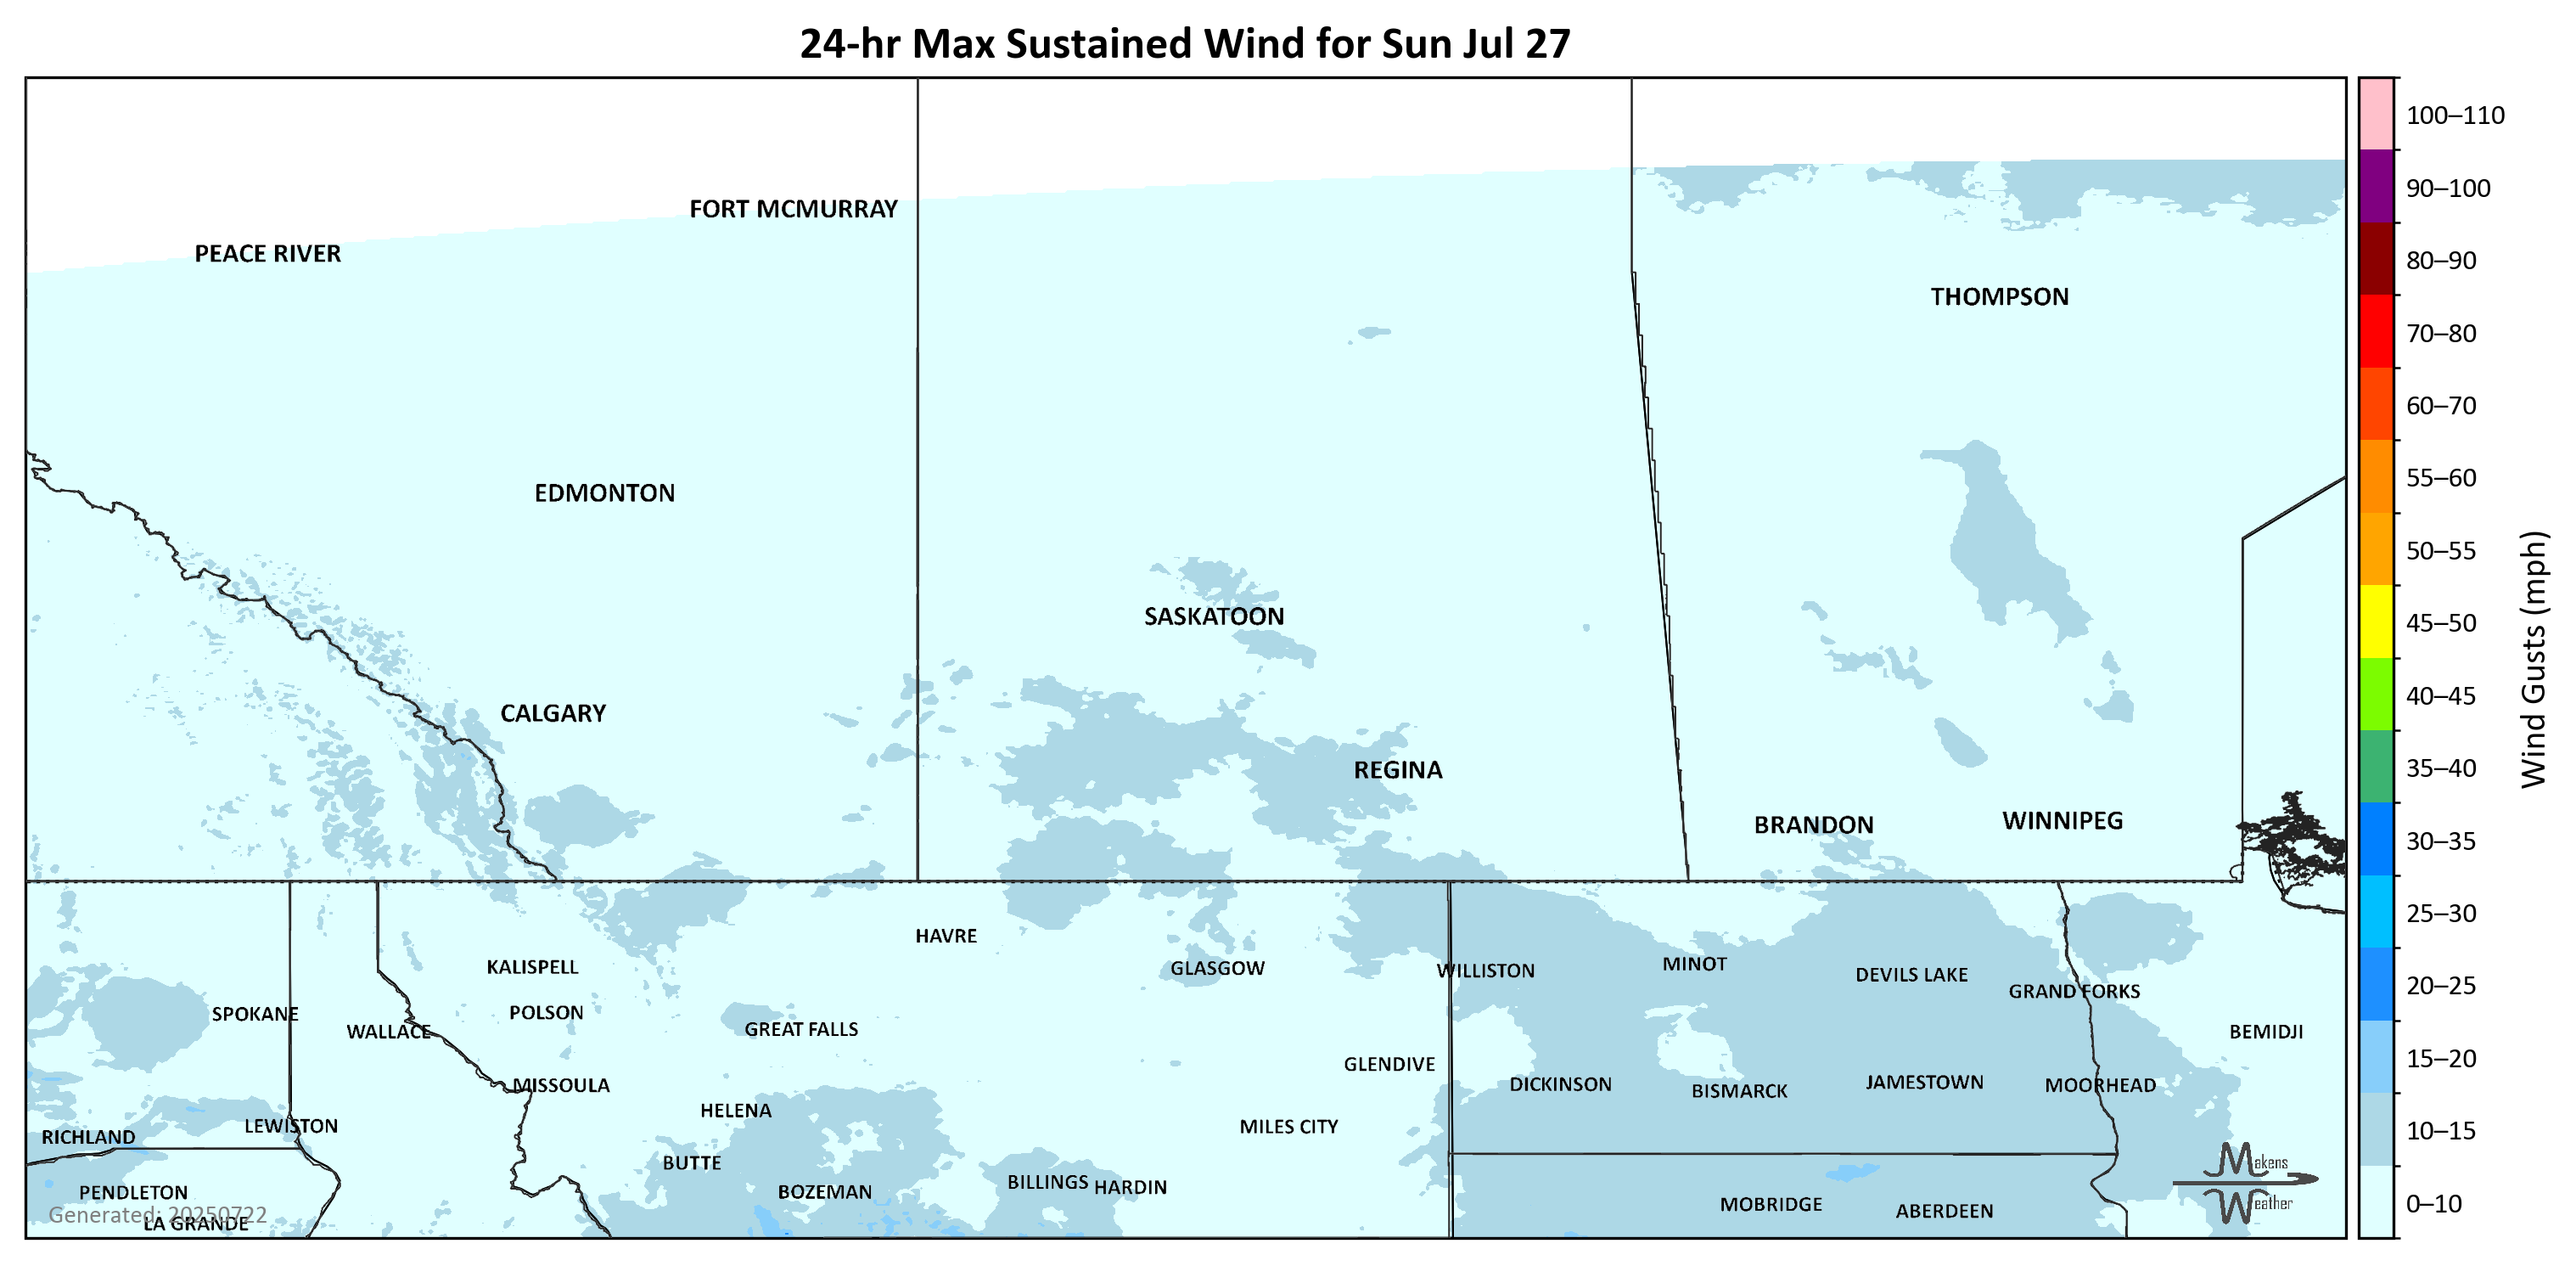 24-hr Max Sustained Wind for Sun Jul 27
FORT MCMURRAY
PEACE RIVER
THOMPSON
EDMONTON
SASKATOON
CALGARY
REGINA
BRANDON
WINNIPEG
HAVRE
KALISPELL
GLASGOW
WILLISTON
MINOT
DEVILS LAKE
GRAND FORKS
SPOKANE
POLSON
WALLACE
GREAT FALLS
BEMIDJI
GLENDIVE
MISSOULA
DICKINSON
BISMARCK
JAMESTOWN
MOORHEAD
HELENA
LEWISTON
MILES CITY
RICHLAND
BUTTE
BILLINGS
HARDIN
PENDLETON
BOZEMAN
MOBRIDGE
ABERDEEN
LA GRANDE
Generated: 20250722
Makens
Weather
100–110
90–100
80–90
70–80
60–70
55–60
50–55
45–50
40–45
35–40
30–35
25–30
20–25
15–20
10–15
0–10
Wind Gusts (mph)